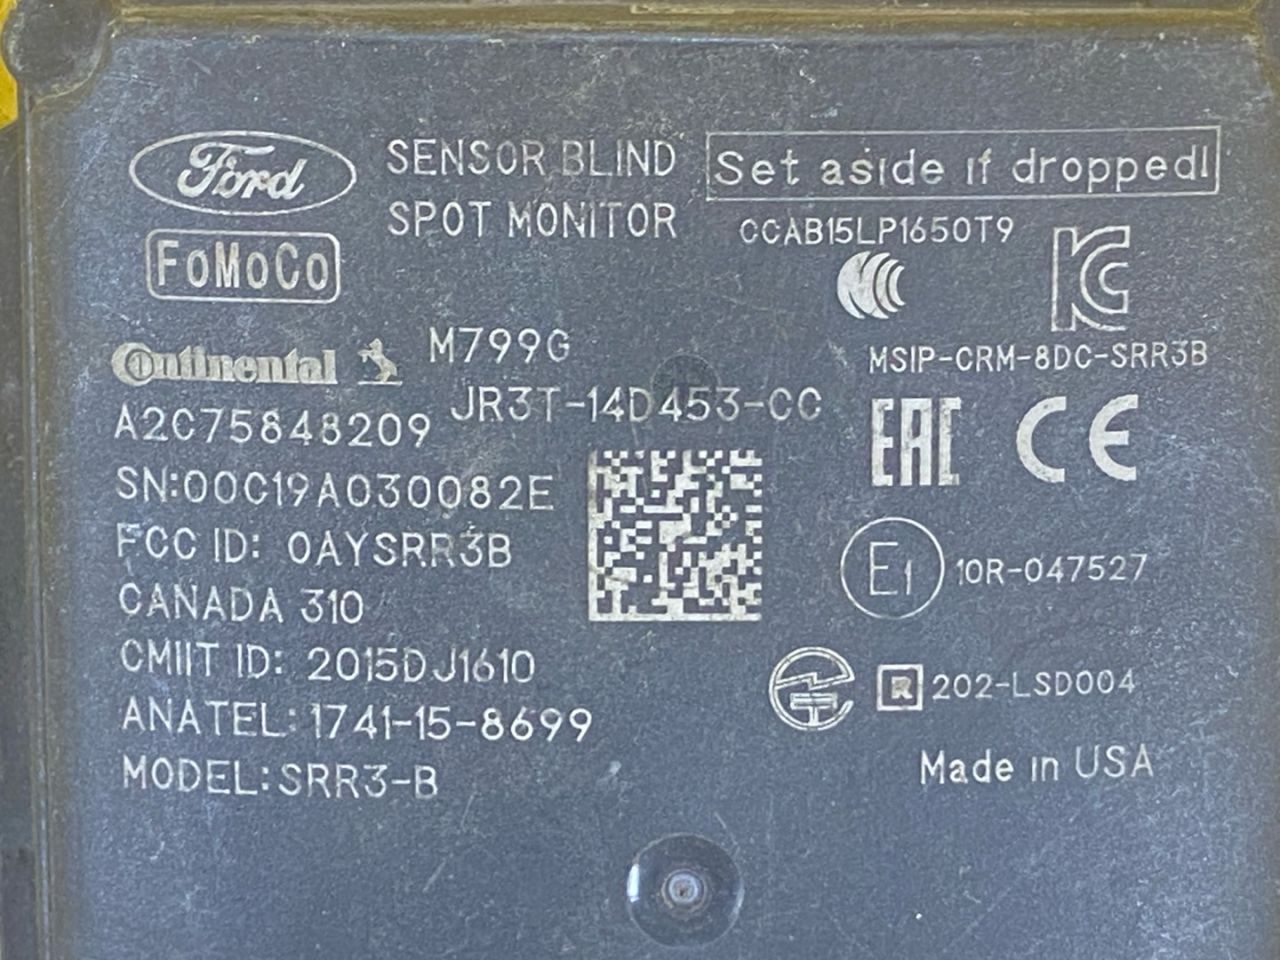 Ford
SENSOR BLIND
SPOT MONITOR
Set aside if dropped!
FoMoCo
CCAB15LP1650T9
Continental
M799G
MSIP-CRM-8DC-SRR3B
A2C75848209
JR3T-14D453-CC
EAC
CE
SN:00C19A030082E
FCC ID: OAYSRR3B
E1
10R-047527
CANADA 310
CMIIT ID: 2015DJ1610
R 202-LSD004
ANATEL: 1741-15-8699
MODEL: SRR3-B
Made in USA